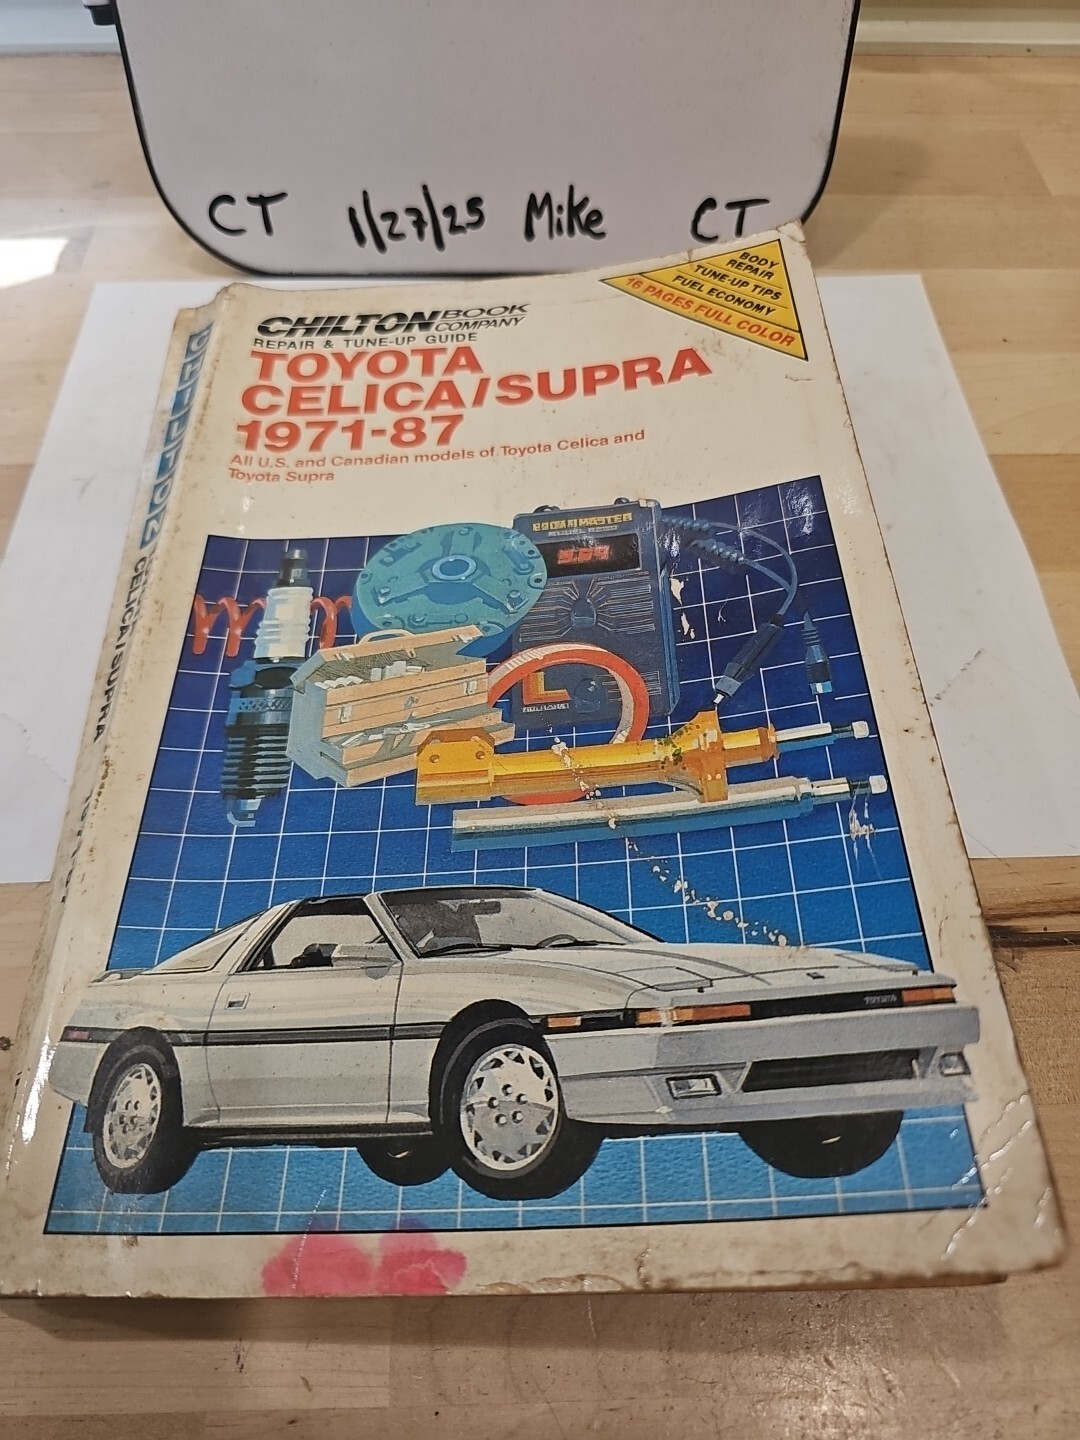 CT 1/27/25 Mike CT
BODY
REPAIR
TUNE-UP TIPS
FUEL ECONOMY
16 PAGES FULL COLOR
CHILTON BOOK COMPANY
REPAIR & TUNE-UP GUIDE
TOYOTA
CELICA/SUPRA
1971-87
All U.S. and Canadian models of Toyota Celica and
Toyota Supra
TOYOTA
CHILTON'S CELICA/SUPRA